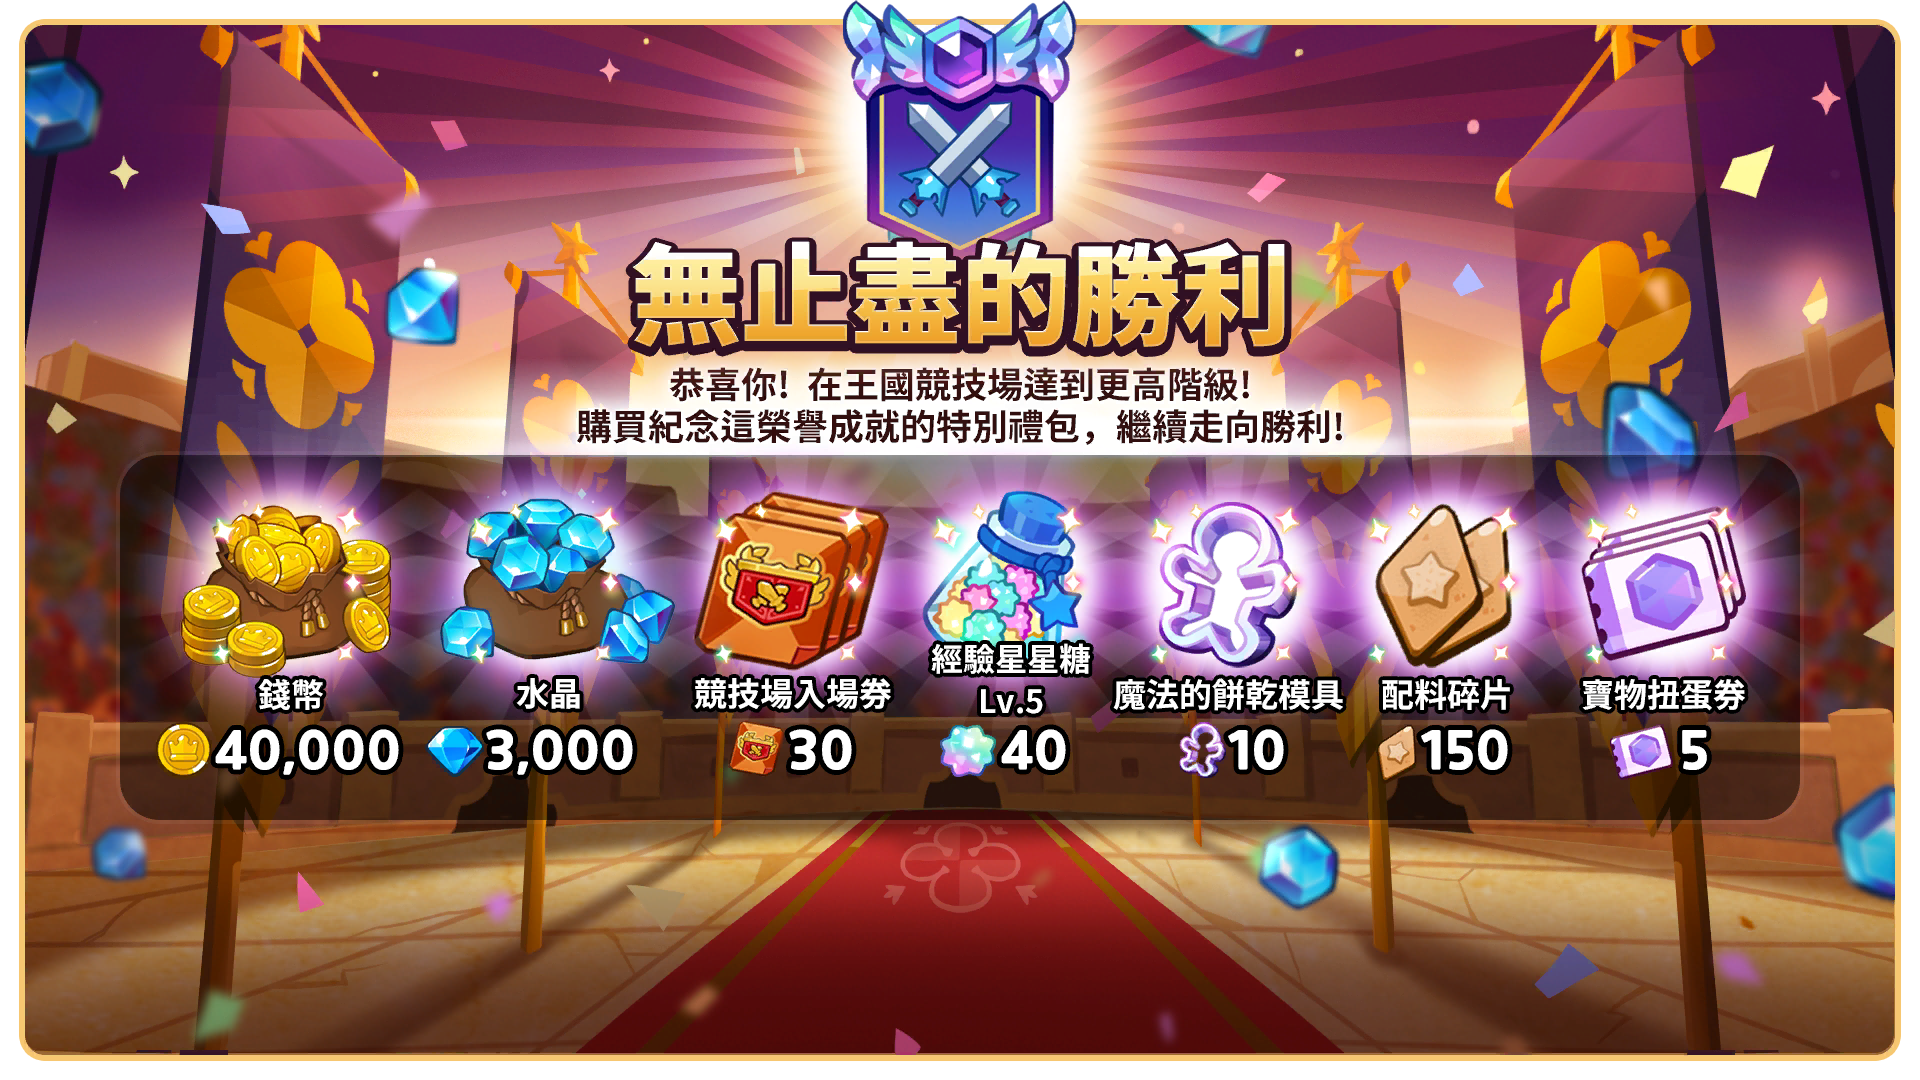 無止盡的勝利
恭喜你! 在王國競技場達到更高階級!
購買紀念這榮譽成就的特別禮包，繼續走向勝利!
錢幣
40,000
水晶
3,000
競技場入場券
30
經驗星星糖
Lv.5
40
魔法的餅乾模具
10
配料碎片
150
寶物扭蛋券
5